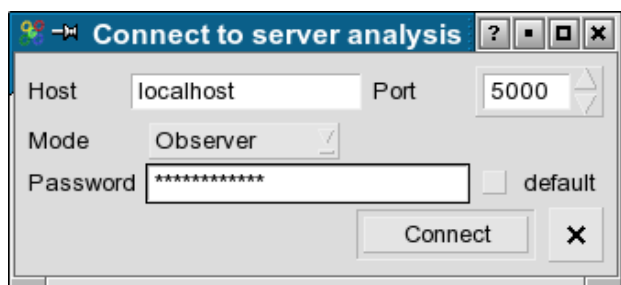 Connect to server analysis ?
Host localhost Port 5000
Mode Observer
Password ************ default
Connect